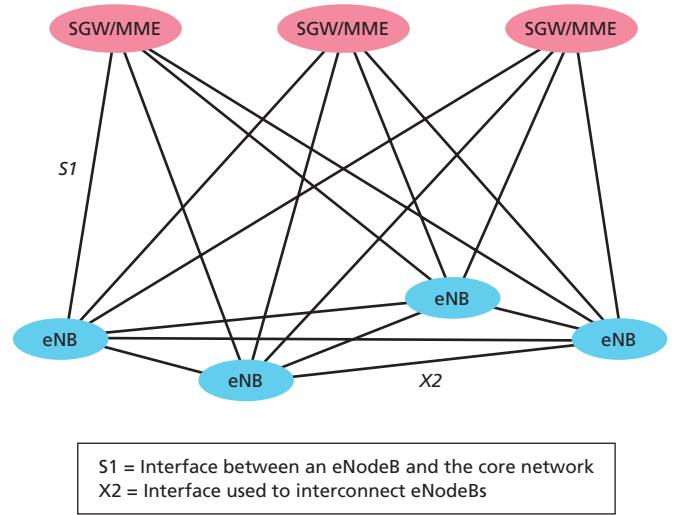 SGW/MME
SGW/MME
SGW/MME
S1
eNB
eNB
eNB
eNB
X2
S1 = Interface between an eNodeB and the core network
X2 = Interface used to interconnect eNodeBs